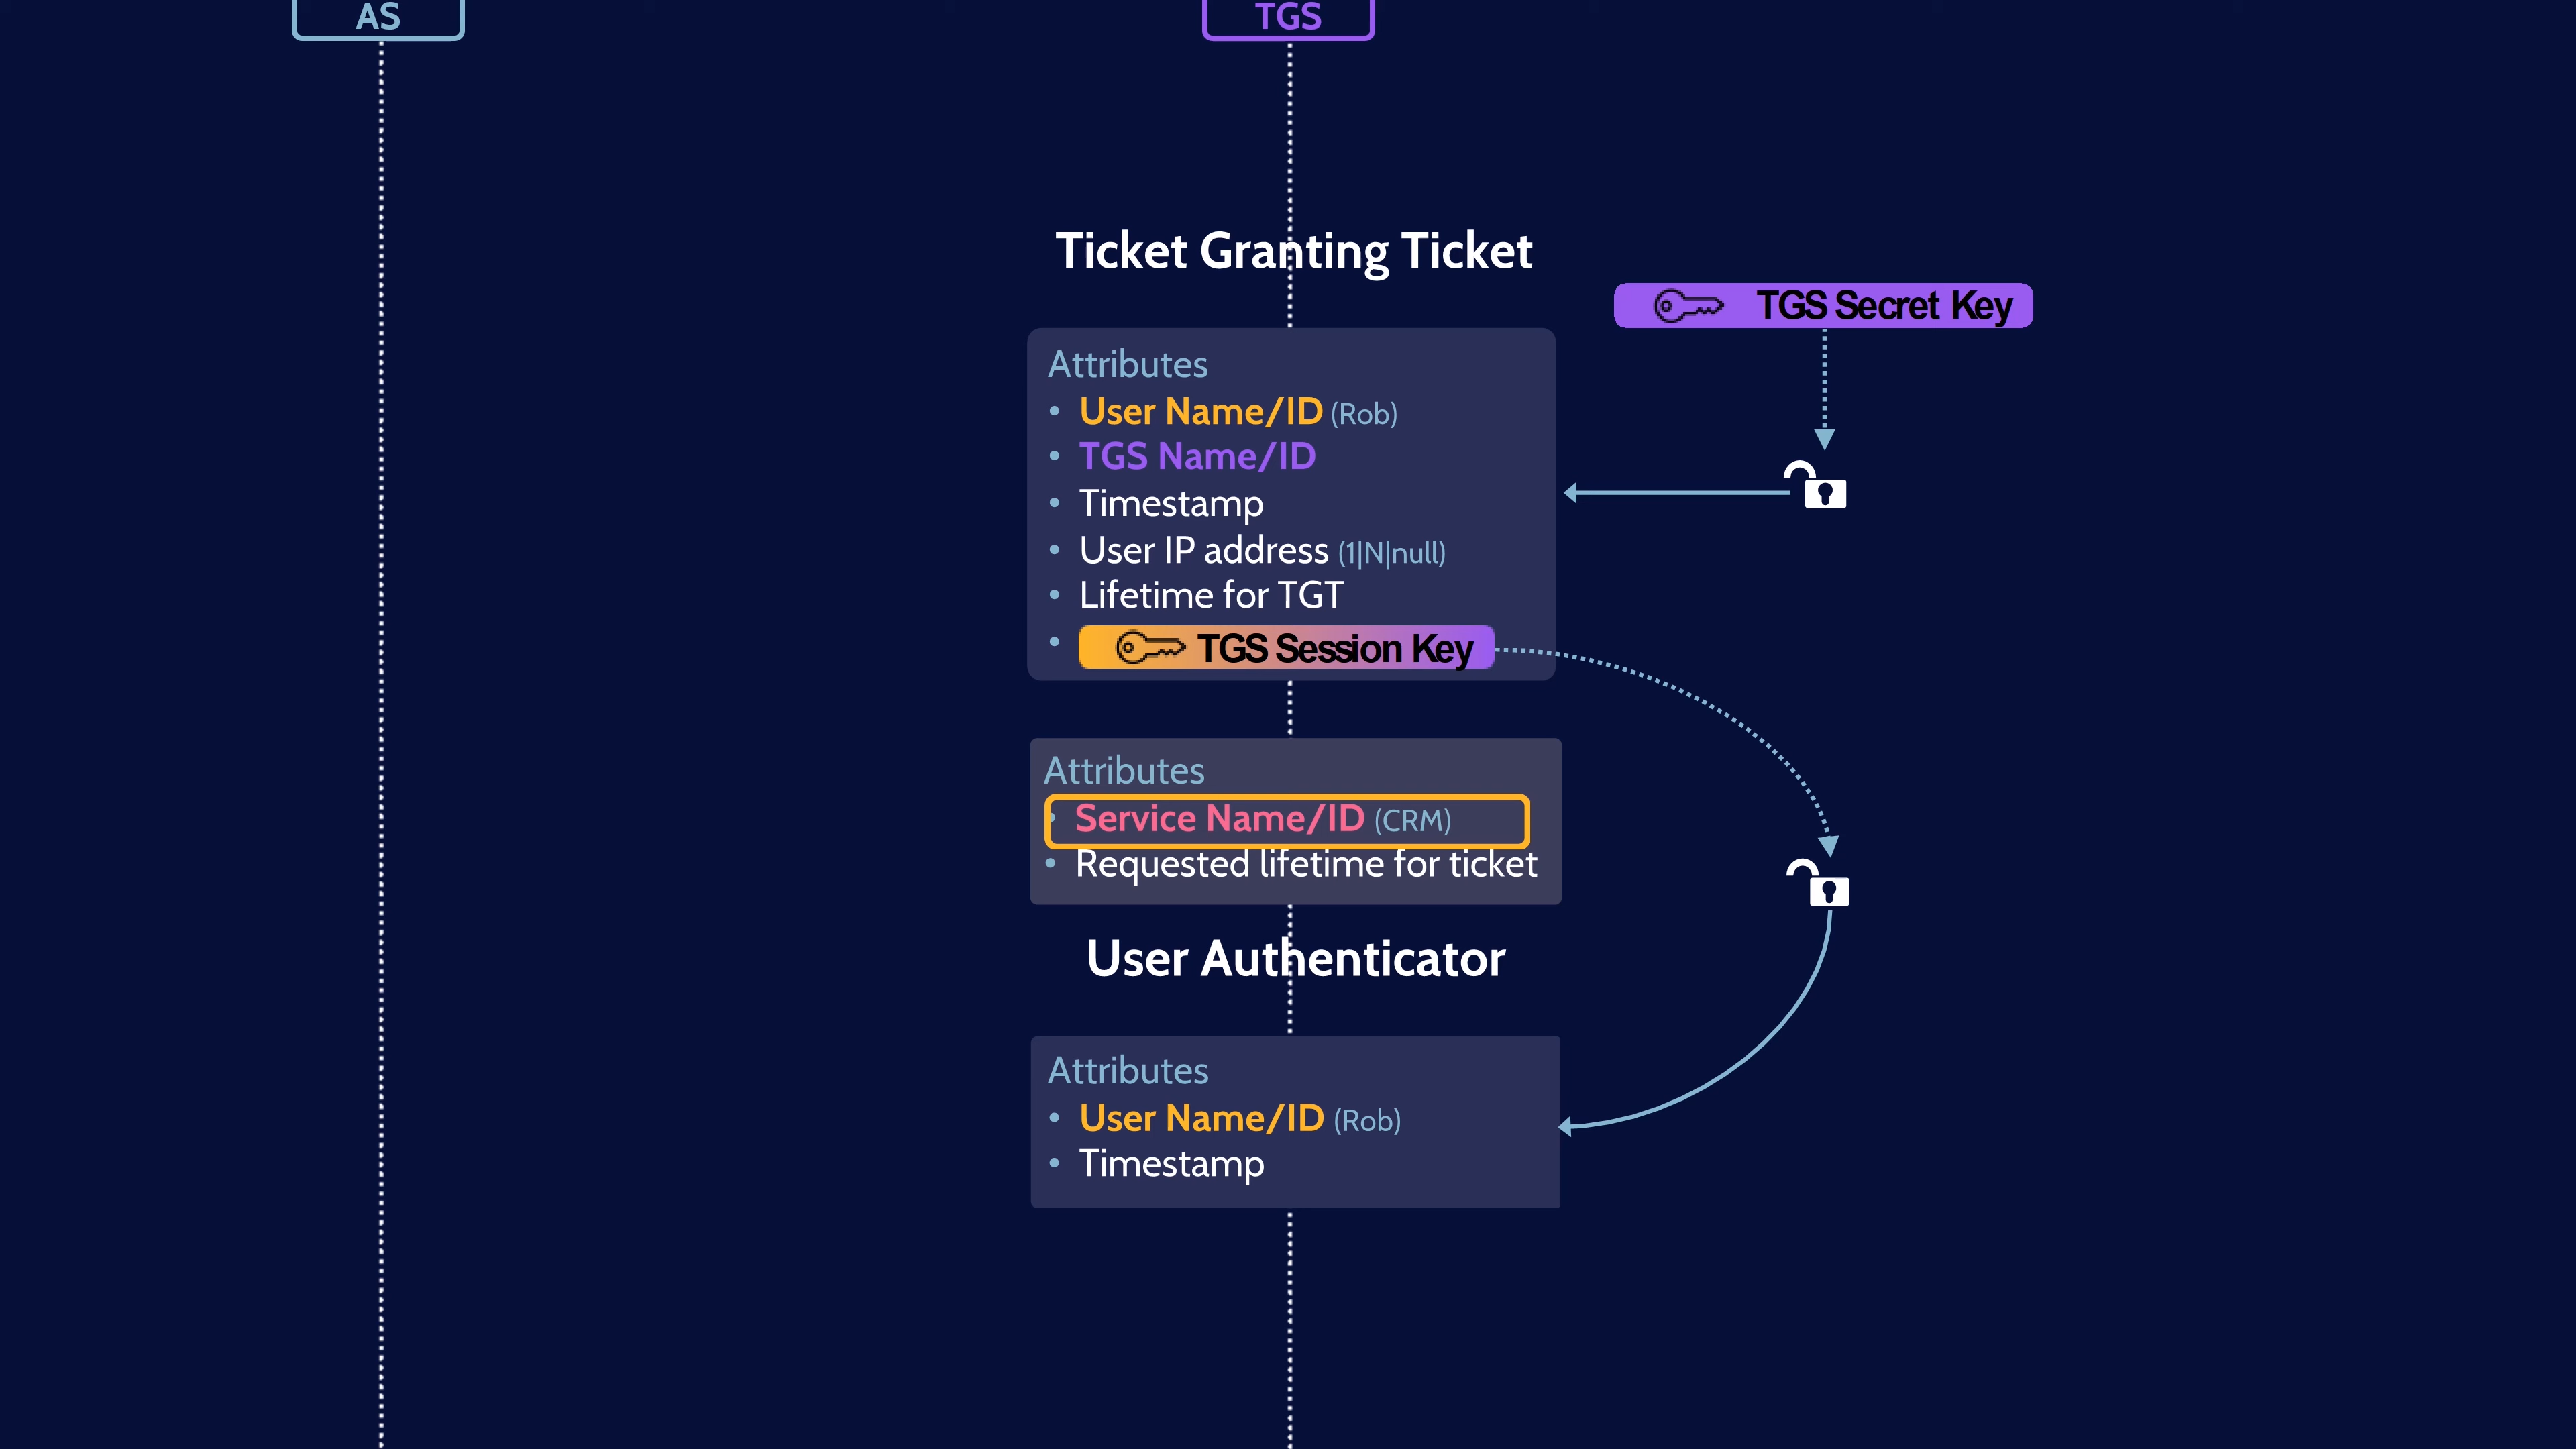 AS
TGS
Ticket Granting Ticket
TGS Secret Key
Attributes
• User Name/ID (Rob)
• TGS Name/ID
• Timestamp
• User IP address (1|N|null)
• Lifetime for TGT
• TGS Session Key
Attributes
• Service Name/ID (CRM)
• Requested lifetime for ticket
User Authenticator
Attributes
• User Name/ID (Rob)
• Timestamp